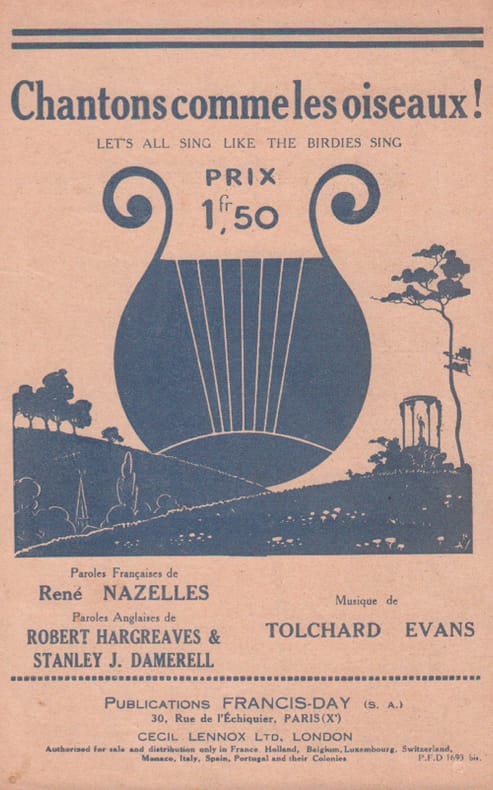 Chantons comme les oiseaux!
LET'S ALL SING LIKE THE BIRDIES SING
PRIX
1fr,50
Paroles Françaises de
René NAZELLES
Paroles Anglaises de
ROBERT HARGREAVES &
STANLEY J. DAMERELL
Musique de
TOLCHARD EVANS
PUBLICATIONS FRANCIS-DAY (S. A.)
30, Rue de l'Échiquier, PARIS (Xe)
CECIL LENNOX LTD, LONDON
Authorised for sale and distribution only in France, Holland, Belgium, Luxembourg, Switzerland,
Monaco, Italy, Spain, Portugal and their Colonies
P.F.D 1693 bis.